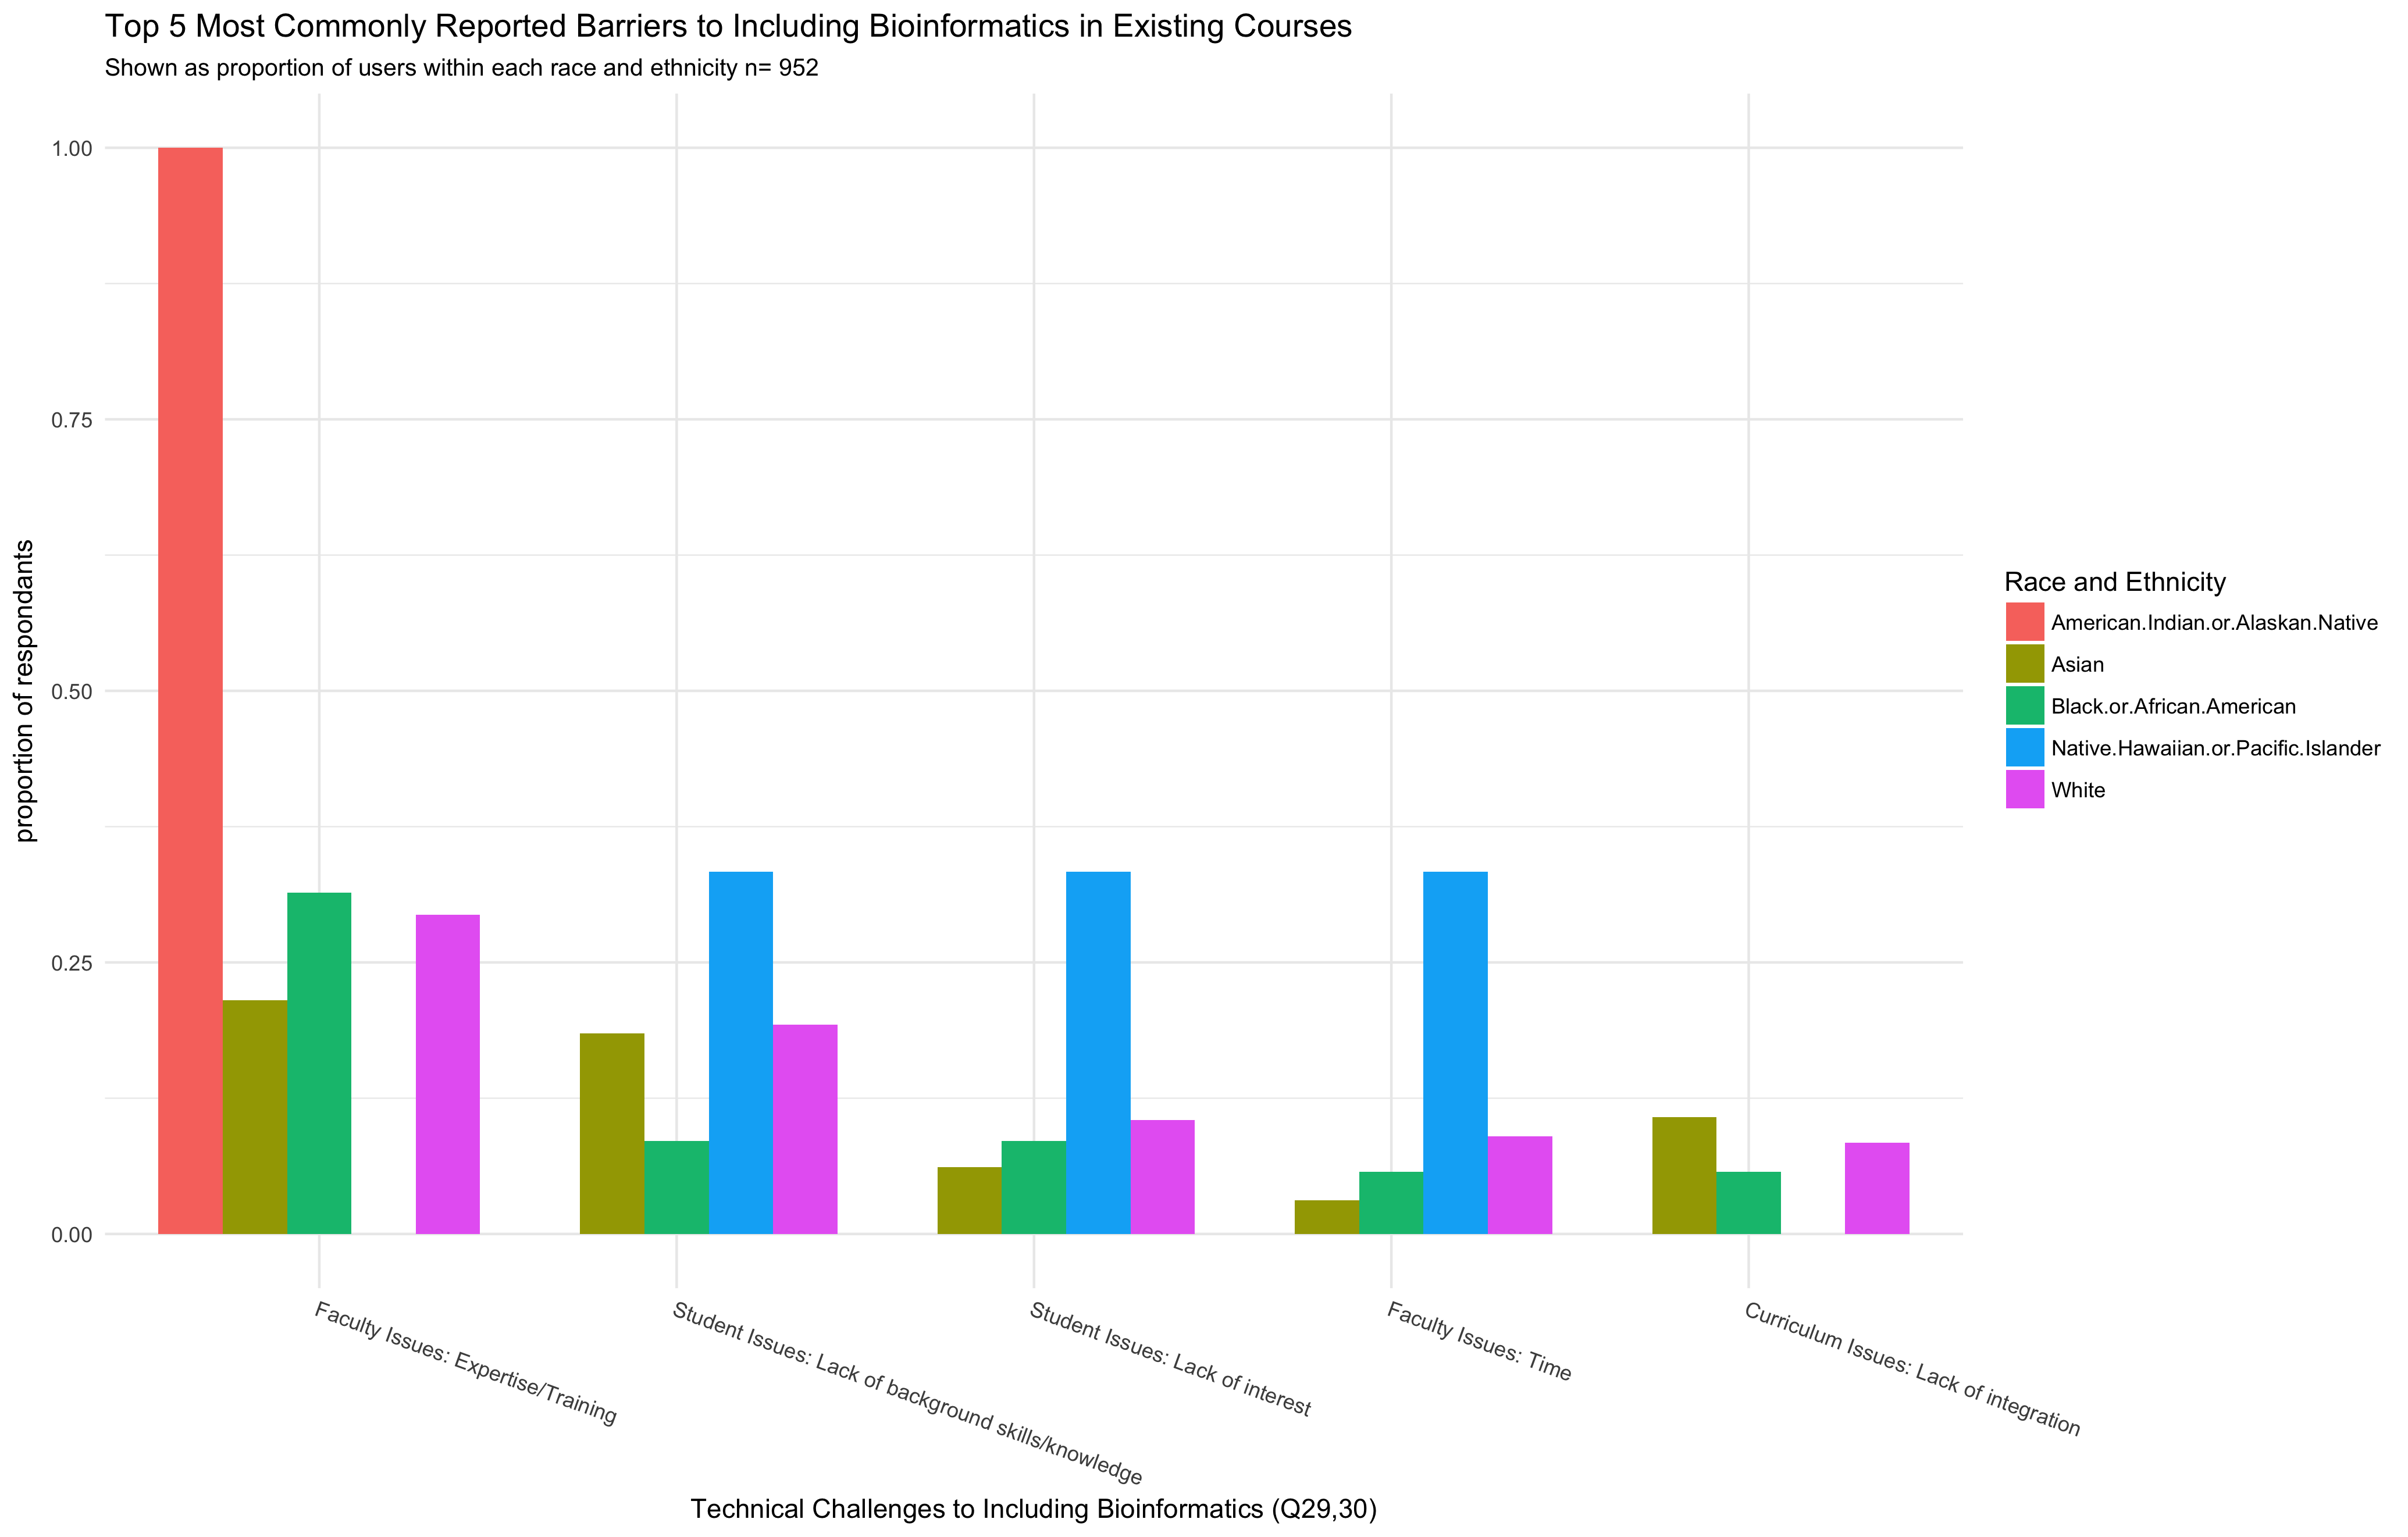 Top 5 Most Commonly Reported Barriers to Including Bioinformatics in Existing Courses
Shown as proportion of users within each race and ethnicity n= 952
proportion of respondants
1.00
0.75
0.50
0.25
0.00
Faculty Issues: Expertise/Training
Student Issues: Lack of background skills/knowledge
Student Issues: Lack of interest
Faculty Issues: Time
Curriculum Issues: Lack of integration
Technical Challenges to Including Bioinformatics (Q29,30)
Race and Ethnicity
American.Indian.or.Alaskan.Native
Asian
Black.or.African.American
Native.Hawaiian.or.Pacific.Islander
White